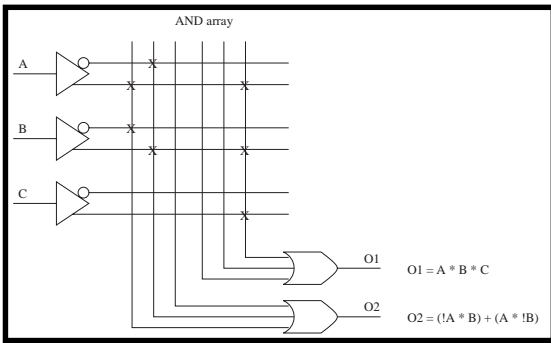 AND array
A
X
X X
B
X
X X
C
X
O1
O1 = A * B * C
O2
O2 = (!A * B) + (A * !B)